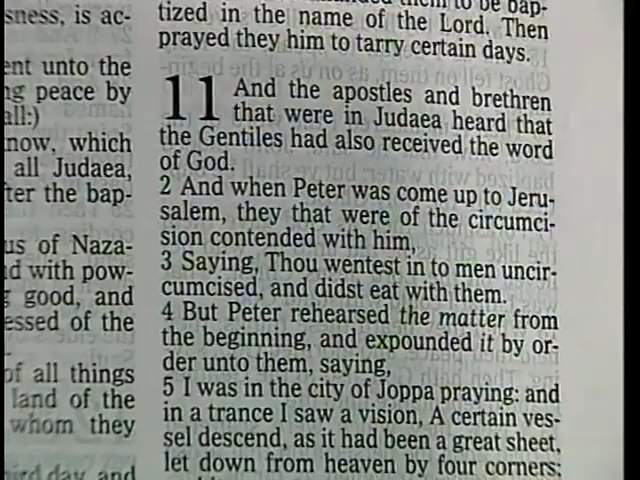 sness, is ac-
ent unto the
ng peace by
all:)
now, which
all Judaea,
ter the bap-
us of Naza-
d with pow-
good, and
essed of the
of all things
land of the
whom they
day, and
to be bap-
tized in the name of the Lord. Then
prayed they him to tarry certain days.
11 And the apostles and brethren
that were in Judaea heard that
the Gentiles had also received the word
of God.
2 And when Peter was come up to Jeru-
salem, they that were of the circumci-
sion contended with him,
3 Saying, Thou wentest in to men uncir-
cumcised, and didst eat with them.
4 But Peter rehearsed the matter from
the beginning, and expounded it by or-
der unto them, saying,
5 I was in the city of Joppa praying: and
in a trance I saw a vision, A certain ves-
sel descend, as it had been a great sheet,
let down from heaven by four corners;